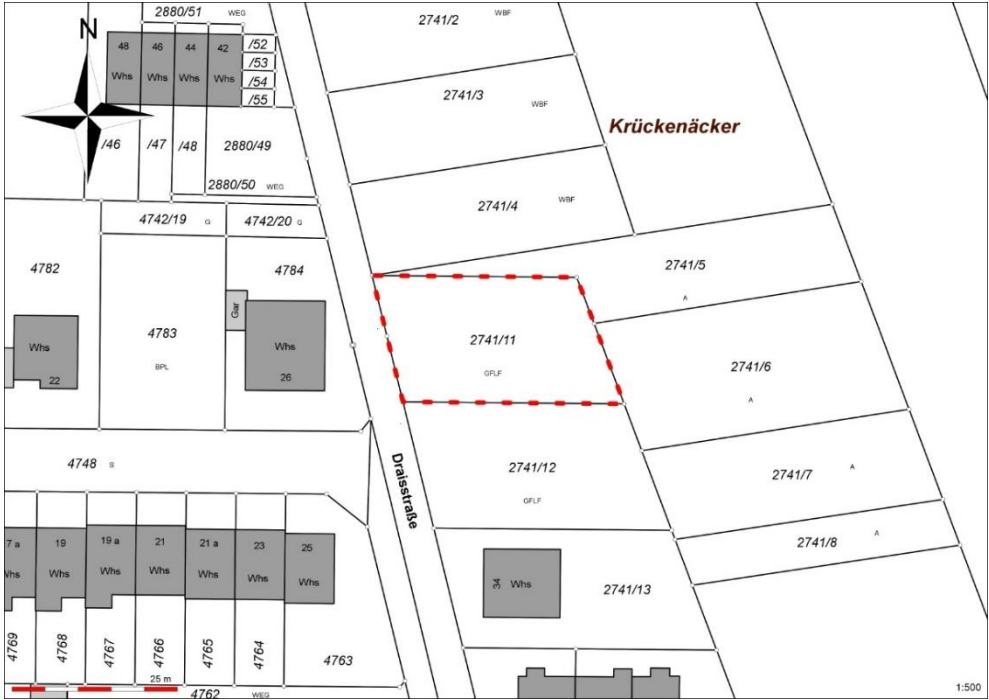 2880/51 WEG
2741/2 WBF
N
48 46 44 42
/52
Whs Whs Whs Whs
/53
/54
/55
2741/3 WBF
Krückenäcker
/46 /47 /48 2880/49
2880/50 WEG
2741/4 WBF
4742/19 G 4742/20 G
4782
4784
2741/5
A
Gar
4783
BPL
Whs
22
Whs
26
2741/11
GFLF
2741/6
A
4748 S
Draisstraße
2741/12
GFLF
2741/7 A
2741/8 A
7 a 19 19 a 21 21 a 23 25
Whs Whs Whs Whs Whs Whs Whs
34 Whs
2741/13
4769 4768 4767 4766 4765 4764 4763
25 m
4762 WEG
1:500